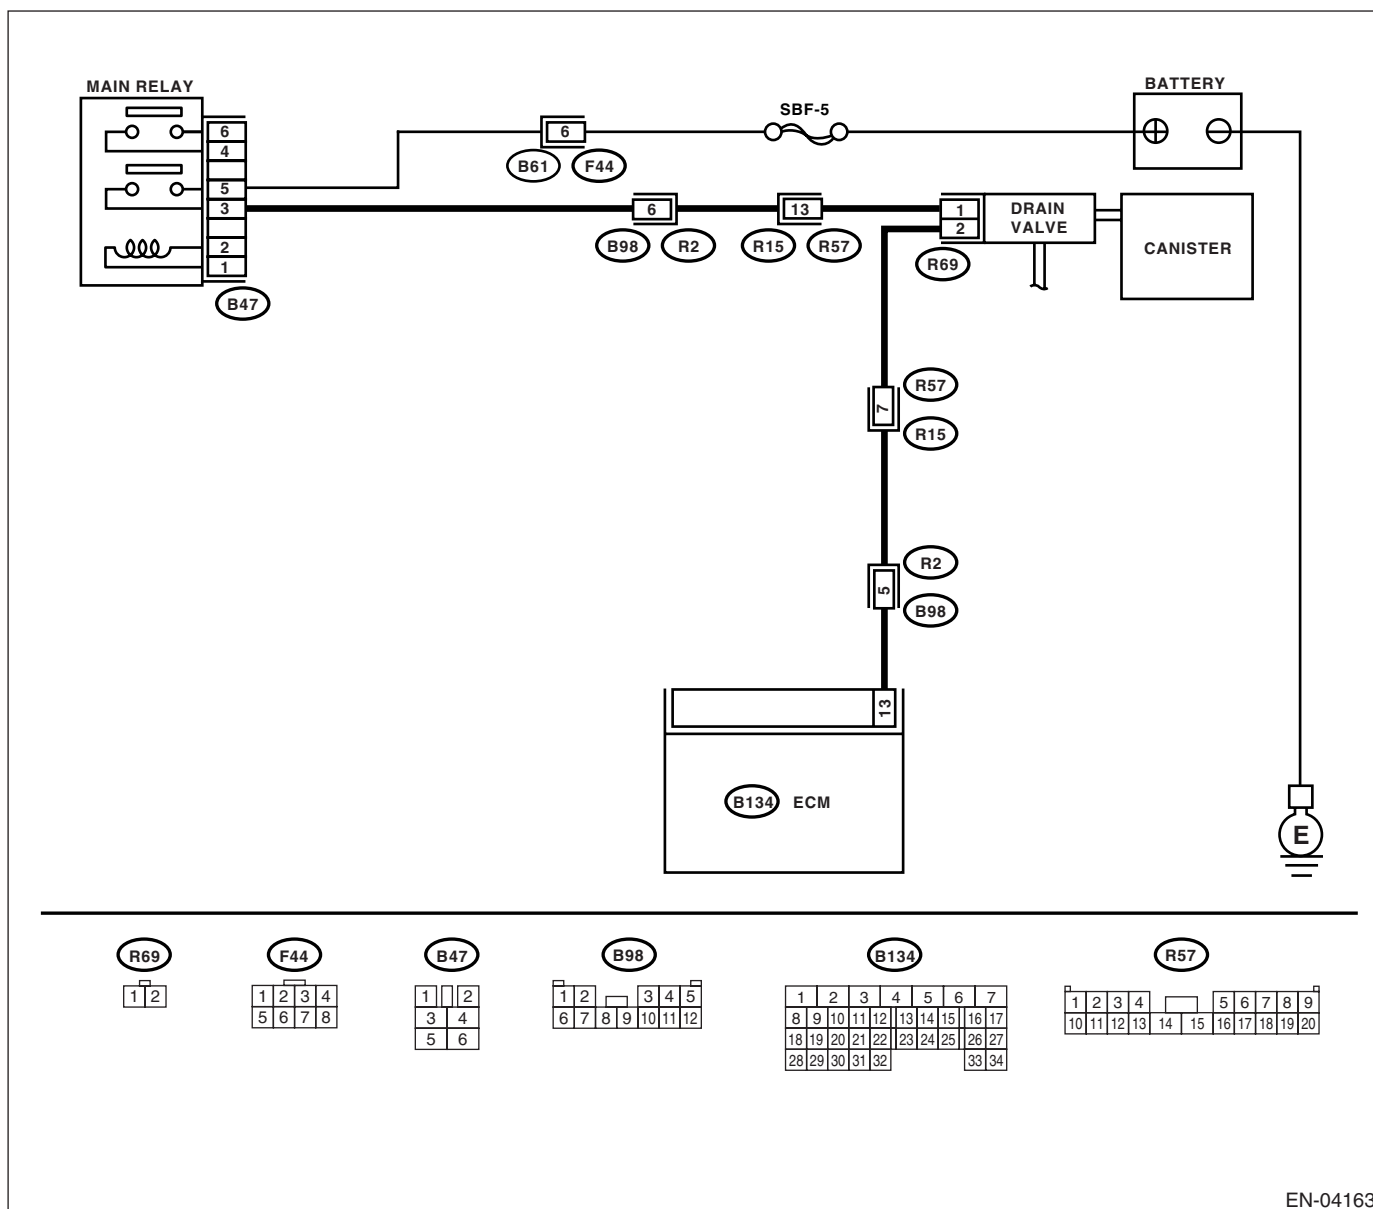 MAIN RELAY
BATTERY
SBF-5
6
4
5
3
2
1
B47
6
B61 F44
6
B98 R2
13
R15 R57
1
2
R69
DRAIN
VALVE
CANISTER
7
R57
R15
5
R2
B98
13
B134 ECM
E
R69
1 2
F44
1 2 3 4
5 6 7 8
B47
1 2
3 4
5 6
B98
1 2 3 4 5
6 7 8 9 10 11 12
B134
1 2 3 4 5 6 7
8 9 10 11 12 13 14 15 16 17
18 19 20 21 22 23 24 25 26 27
28 29 30 31 32 33 34
R57
1 2 3 4 5 6 7 8 9
10 11 12 13 14 15 16 17 18 19 20
EN-04163